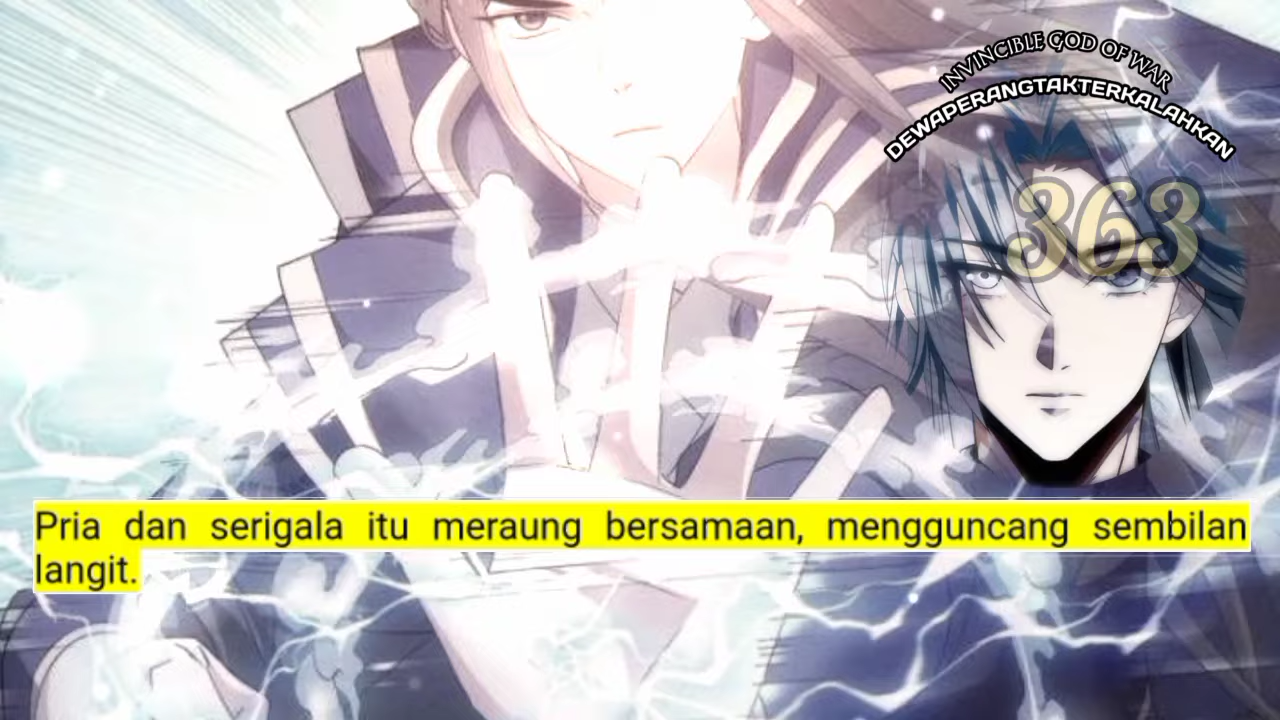 INVINCIBLE GOD OF WAR
DEWAPERANGTAKTERKALAHKAN
363
Pria dan serigala itu meraung bersamaan, mengguncang sembilan
langit.